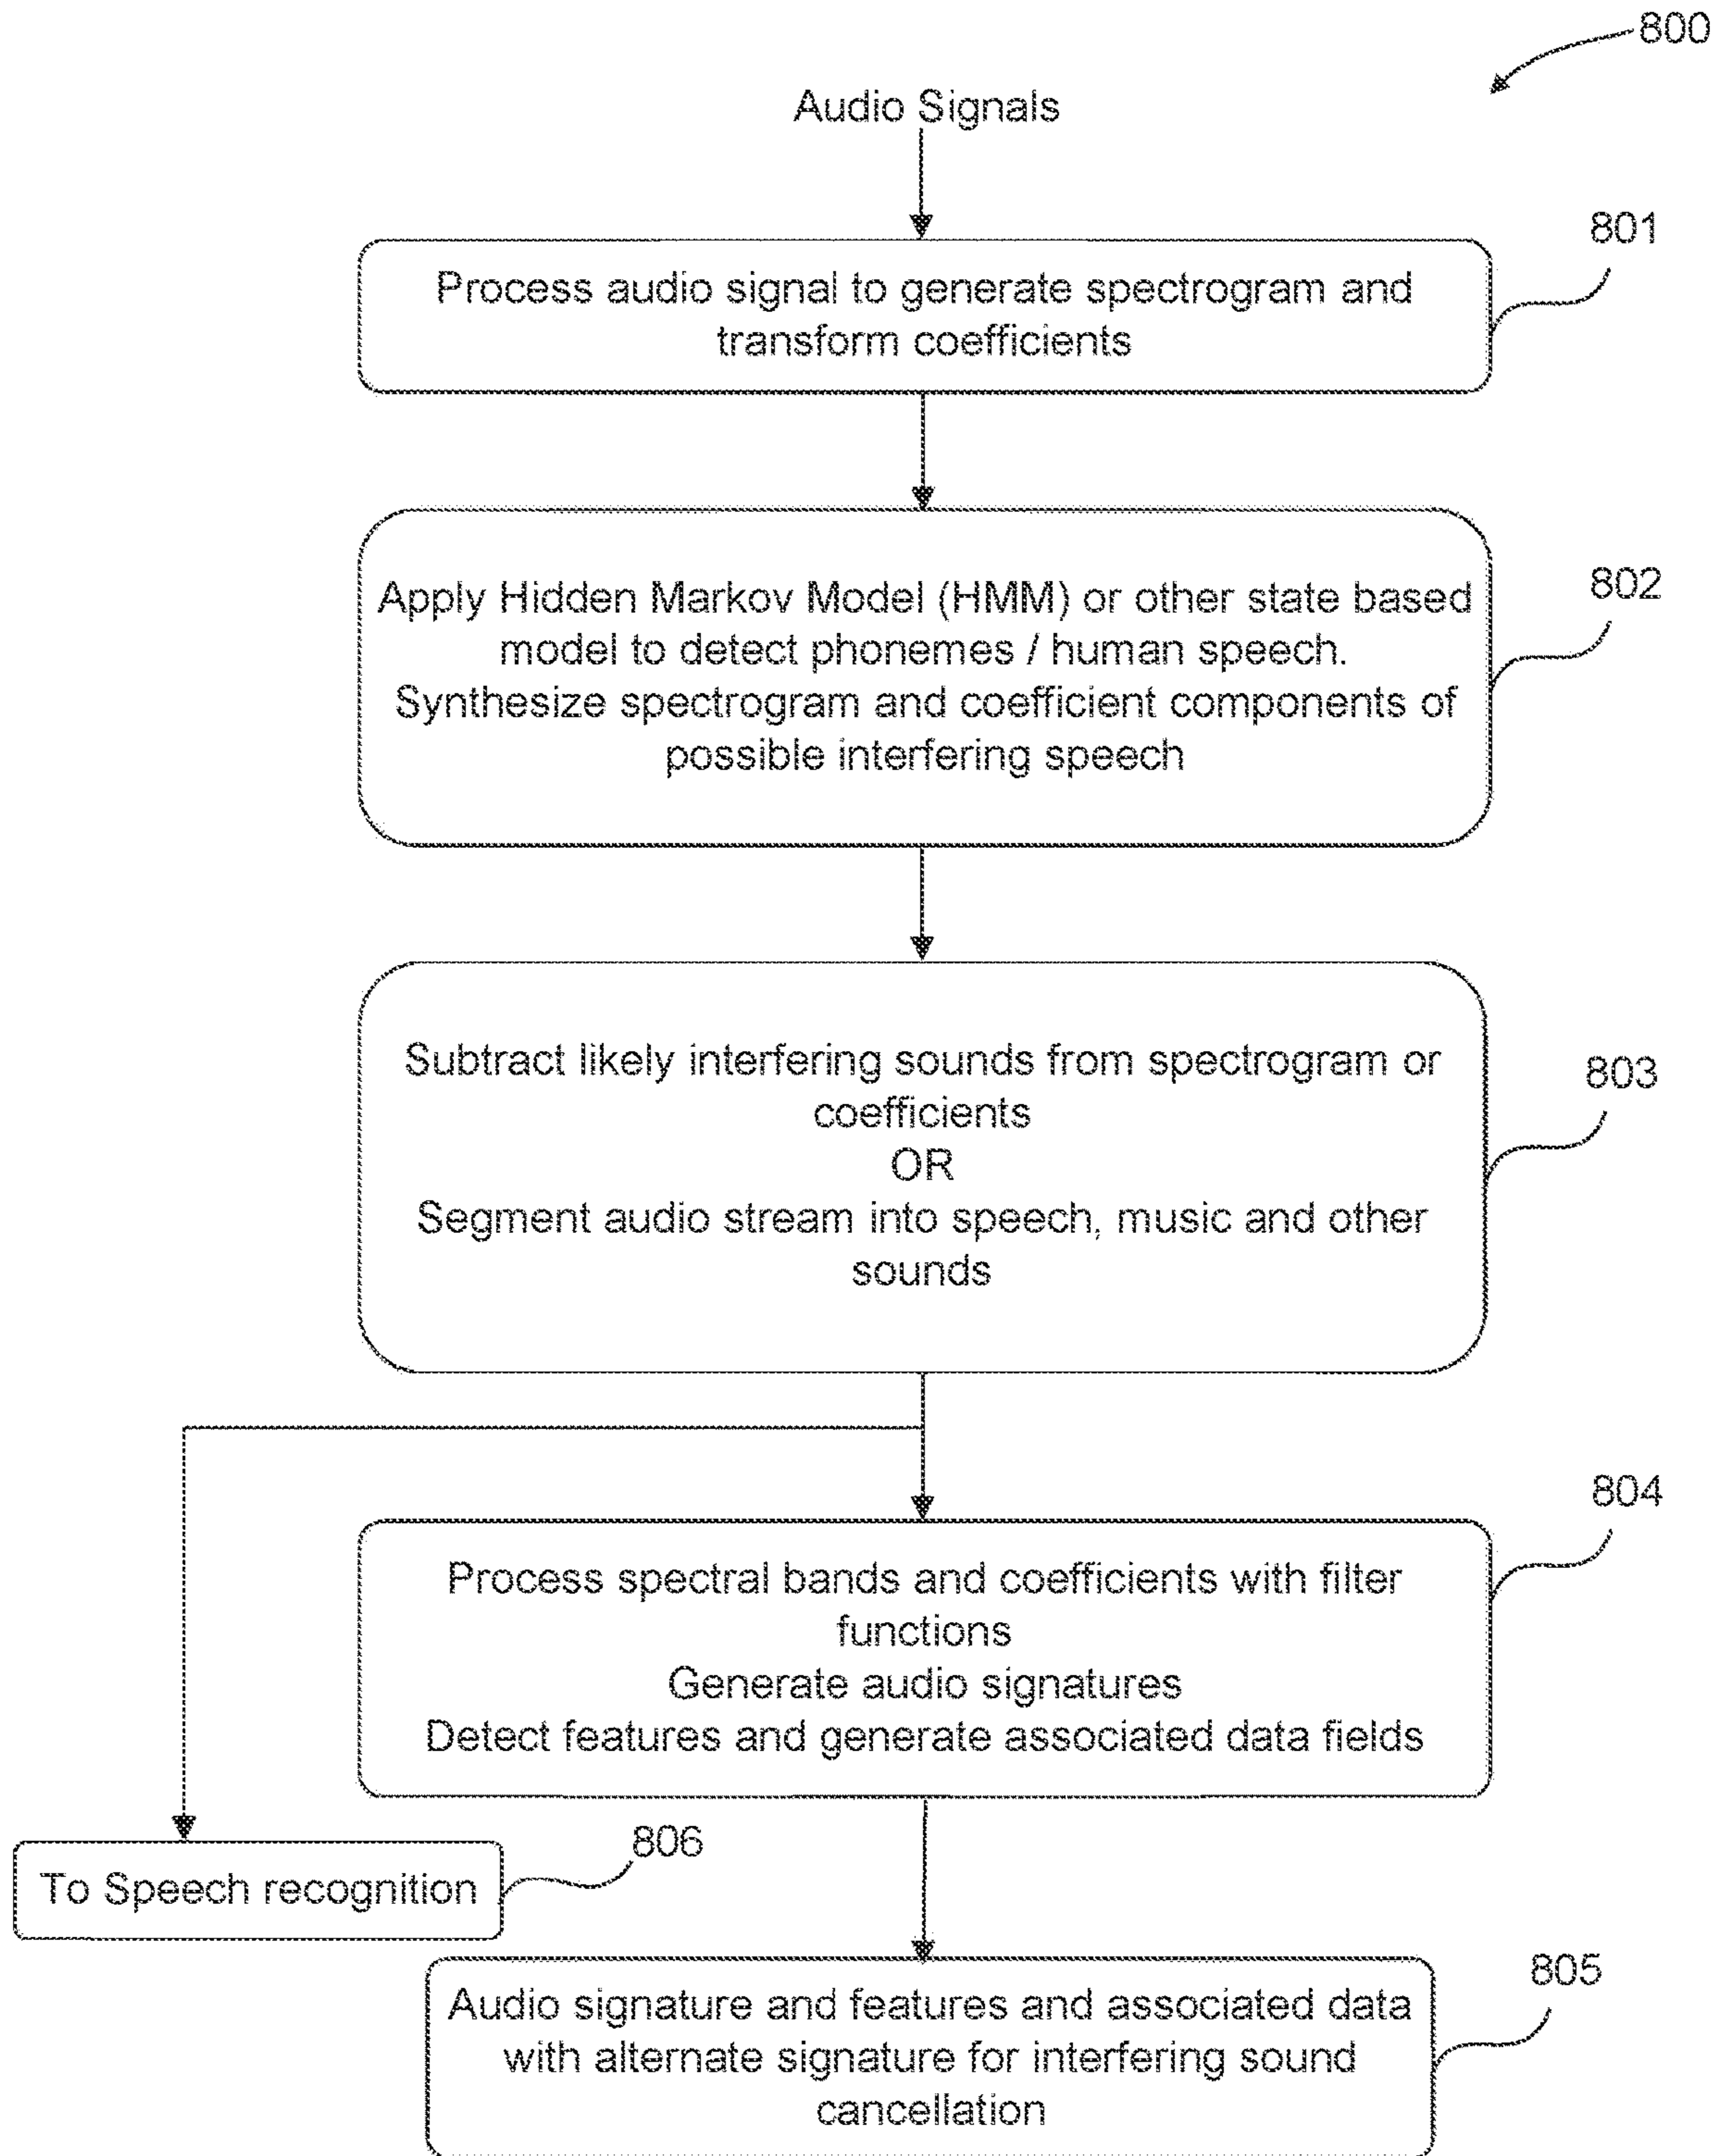 800
Audio Signals
801
Process audio signal to generate spectrogram and
transform coefficients
802
Apply Hidden Markov Model (HMM) or other state based
model to detect phonemes / human speech.
Synthesize spectrogram and coefficient components of
possible interfering speech
803
Subtract likely interfering sounds from spectrogram or
coefficients
OR
Segment audio stream into speech, music and other
sounds
804
Process spectral bands and coefficients with filter
functions
Generate audio signatures
Detect features and generate associated data fields
806
To Speech recognition
805
Audio signature and features and associated data
with alternate signature for interfering sound
cancellation